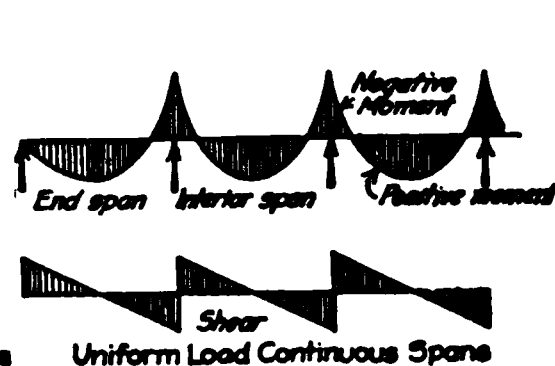 Negative
Moment
End span Interior span Positive moment
Shear
Uniform Load Continuous Spans